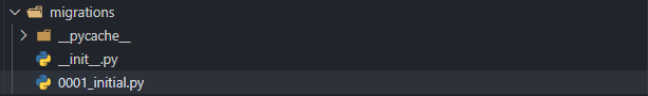 migrations
__pycache__
__init__.py
0001_initial.py